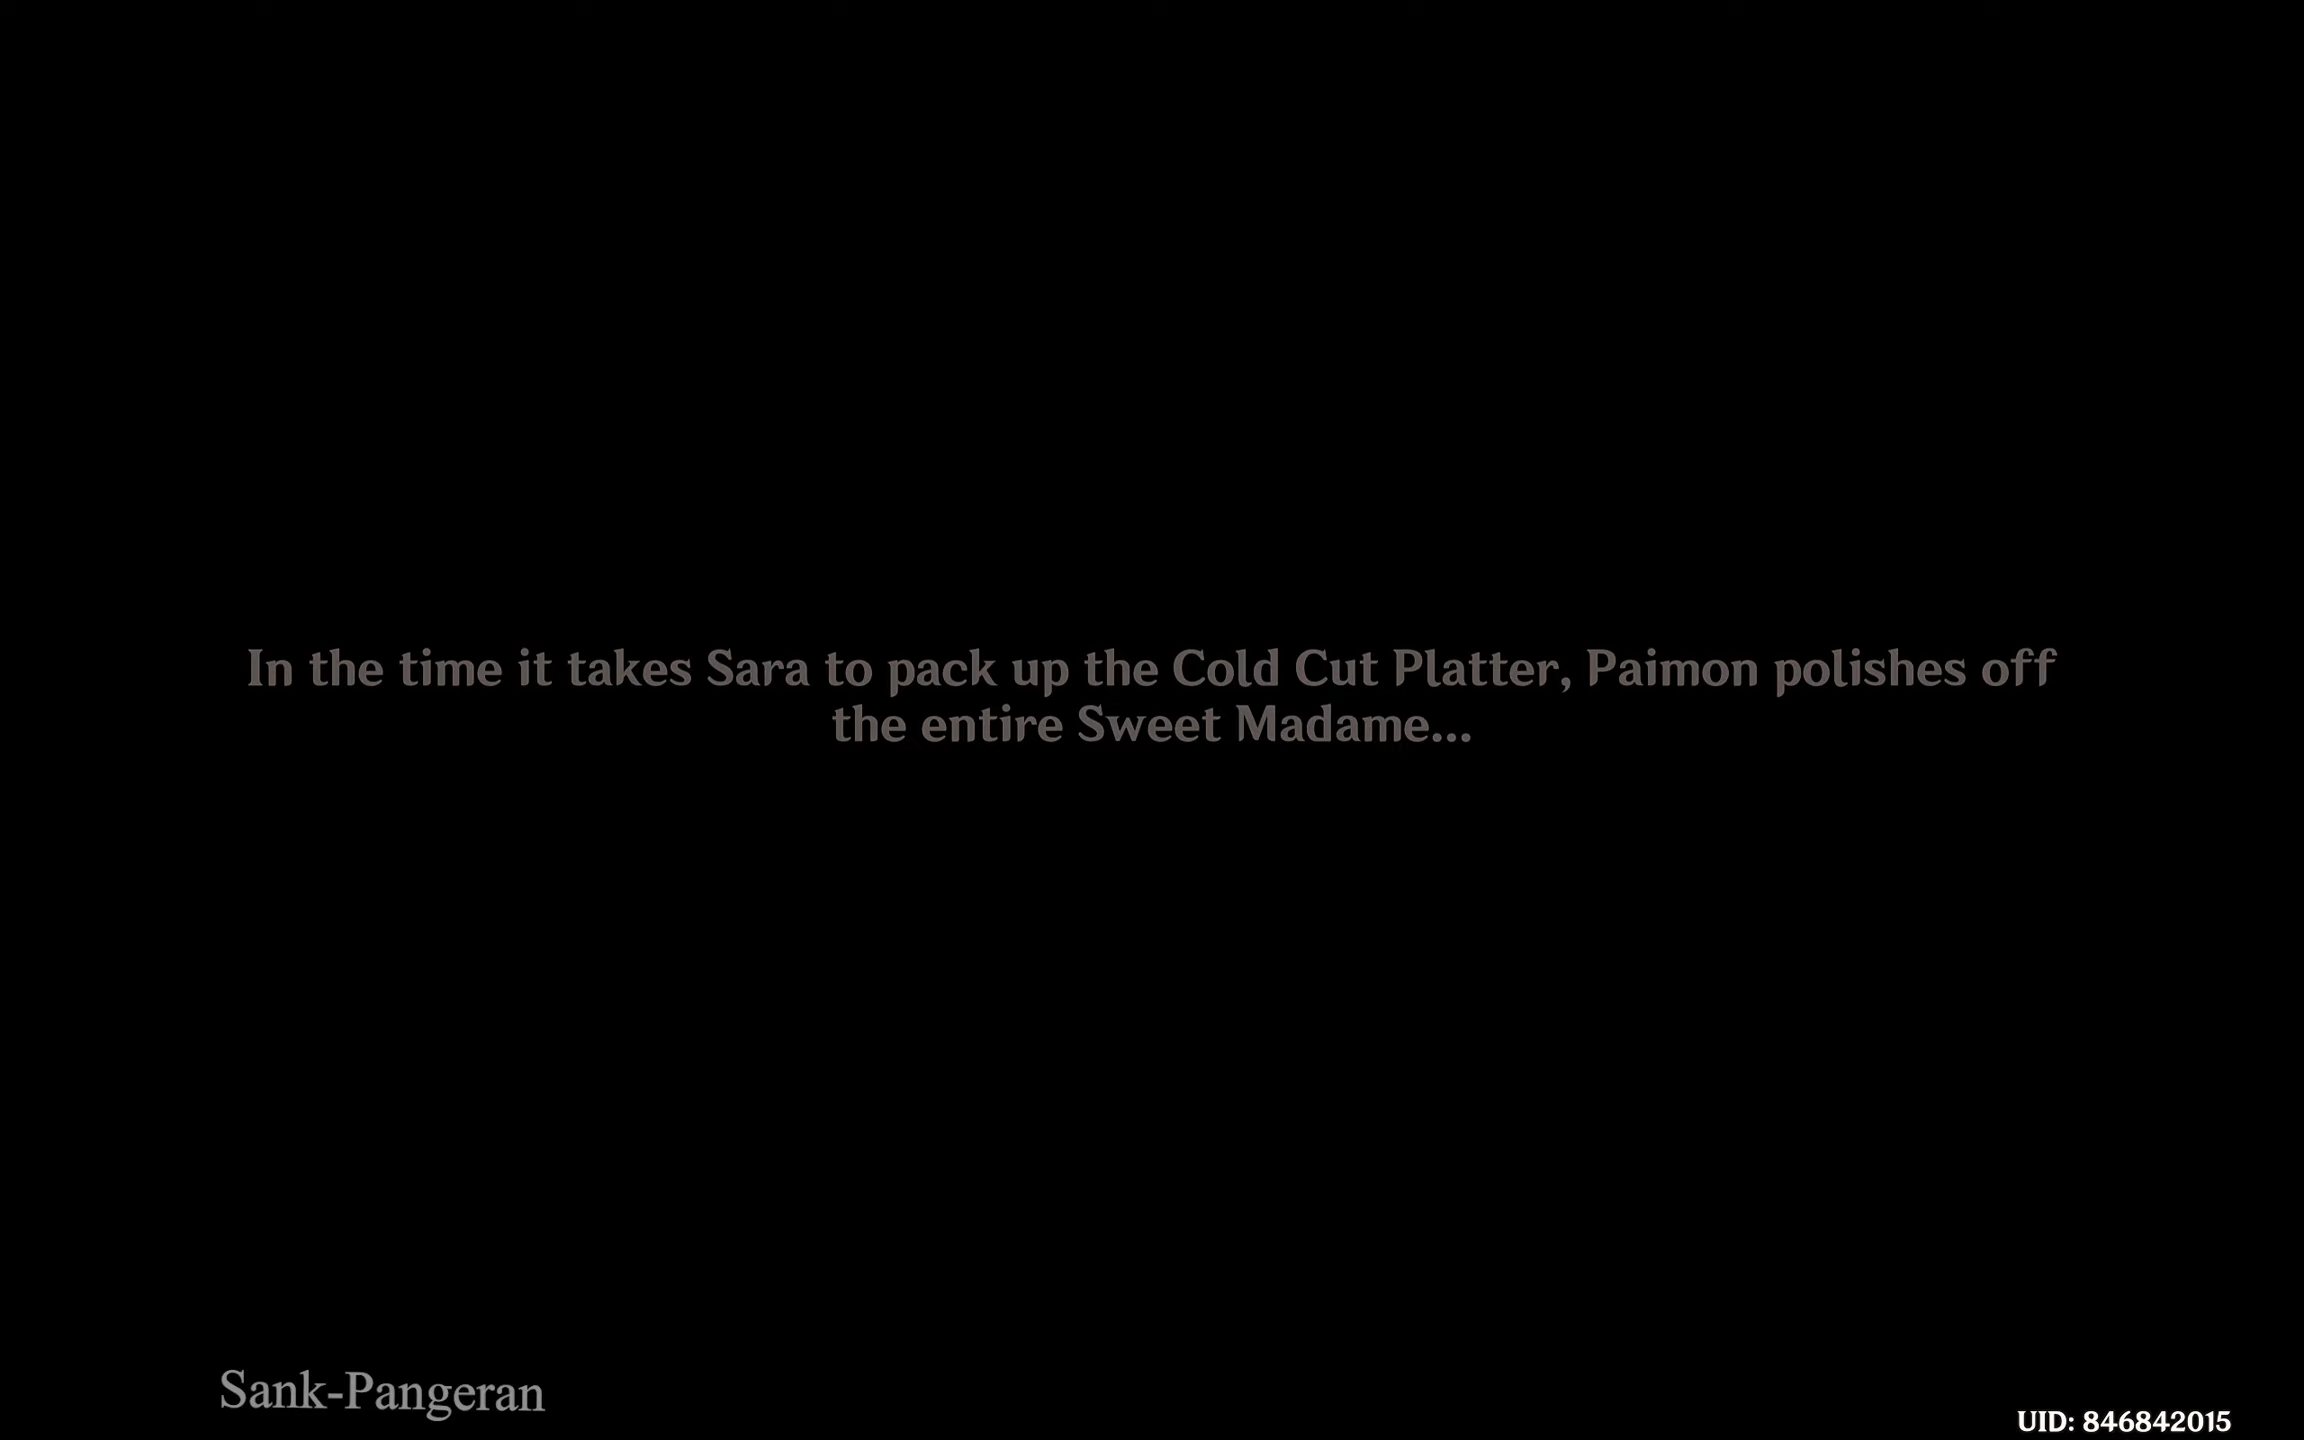 In the time it takes Sara to pack up the Cold Cut Platter, Paimon polishes off
the entire Sweet Madame...
Sank-Pangeran
UID: 846842015